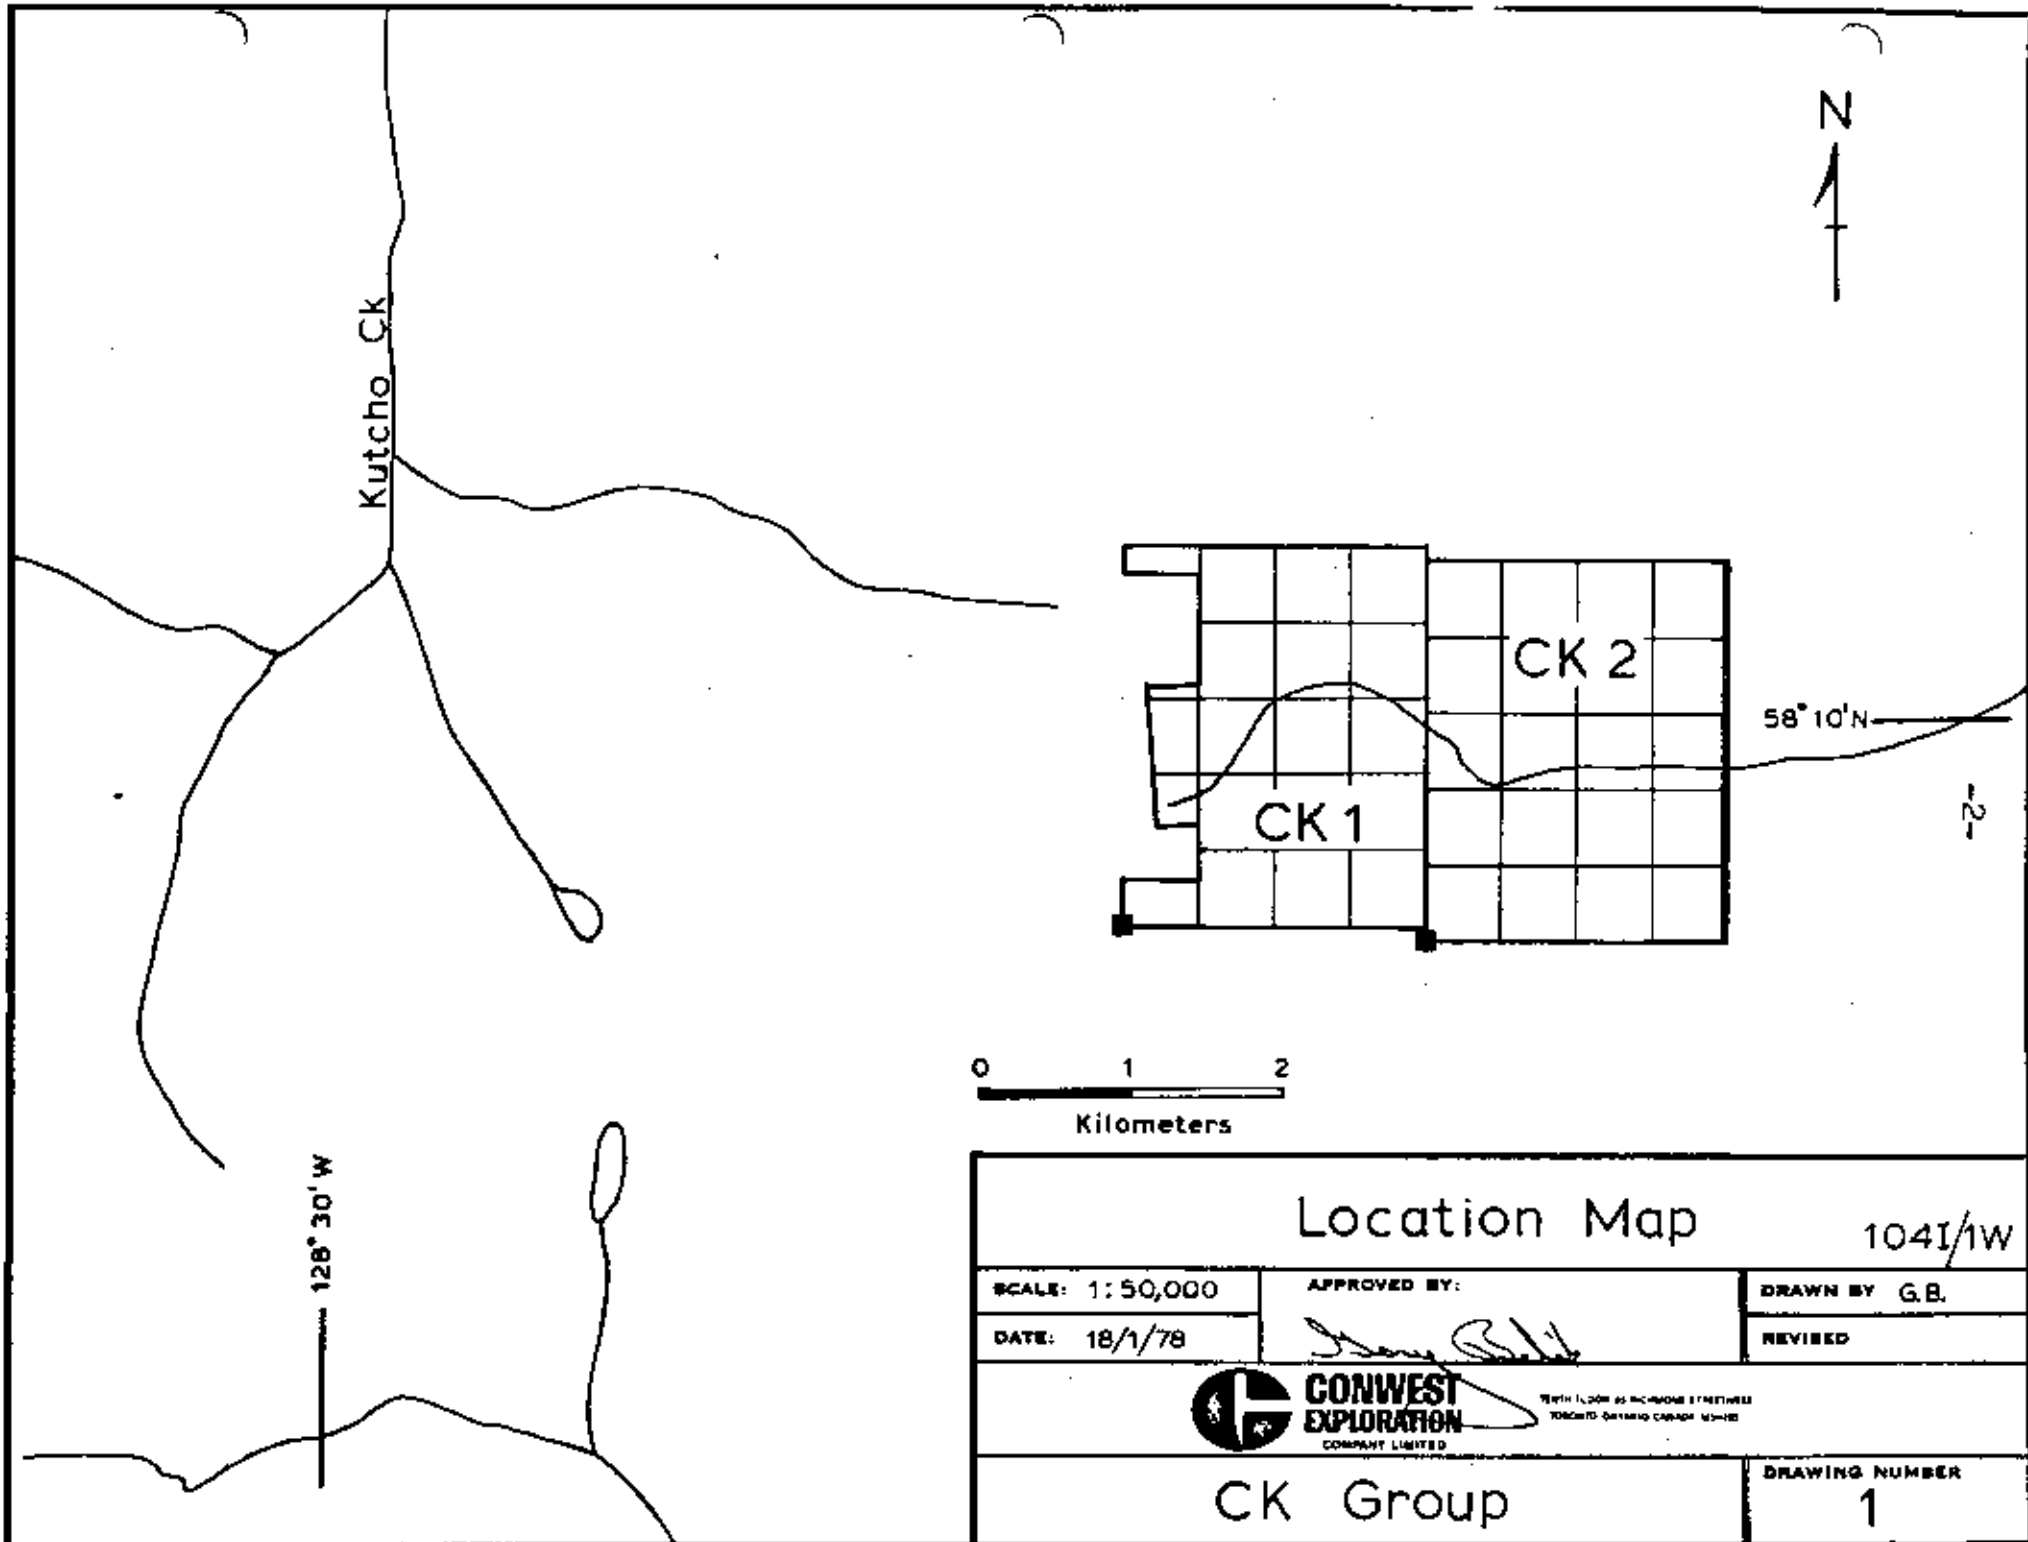 N
Kutcho Ck
CK 2
58° 10'N
CK 1
-2-
0 1 2
Kilometers
128° 30' W
Location Map
104I/1W
SCALE: 1:50,000
APPROVED BY:
DRAWN BY G.B.
DATE: 18/1/78
REVISED
CONWEST
EXPLORATION
COMPANY LIMITED
CK Group
DRAWING NUMBER
1